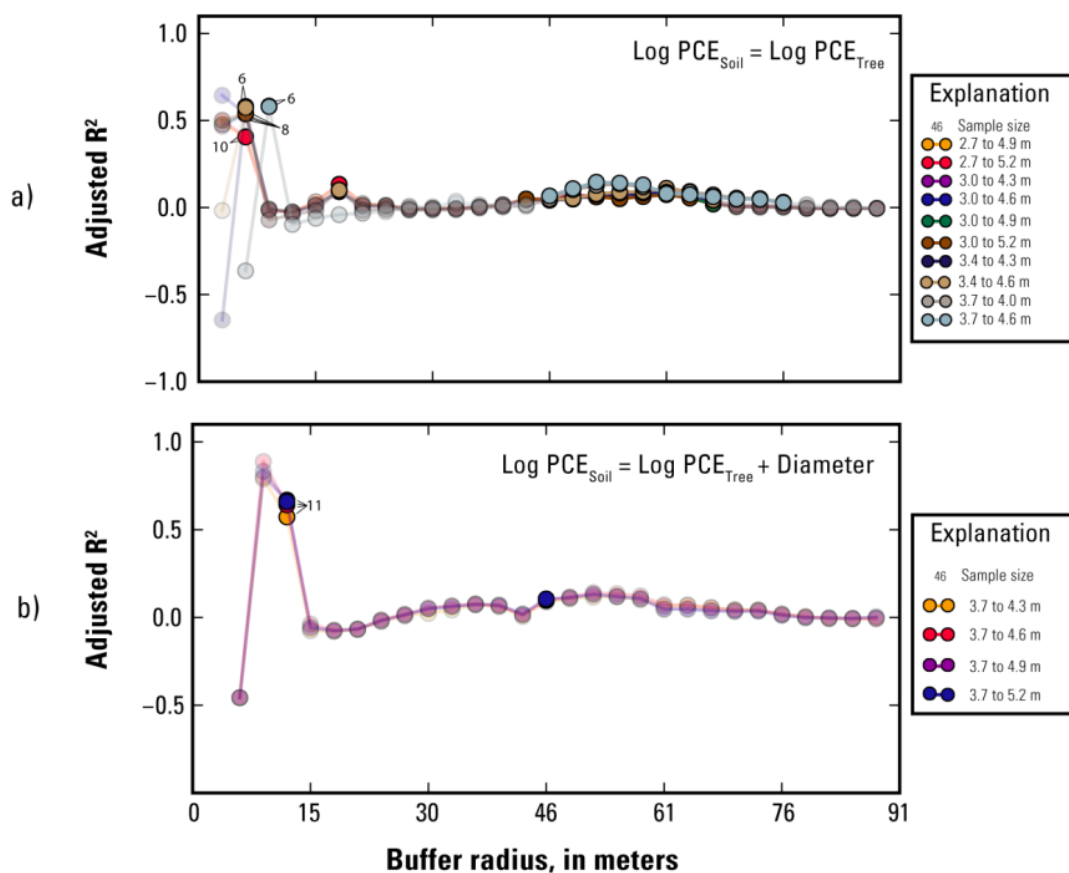 a)
Adjusted R²
1.0
0.5
0.0
−0.5
−1.0
Log PCE_Soil = Log PCE_Tree
6
6
8
10
Explanation
46 Sample size
2.7 to 4.9 m
2.7 to 5.2 m
3.0 to 4.3 m
3.0 to 4.6 m
3.0 to 4.9 m
3.0 to 5.2 m
3.4 to 4.3 m
3.4 to 4.6 m
3.7 to 4.0 m
3.7 to 4.6 m
b)
Adjusted R²
1.0
0.5
0.0
−0.5
Log PCE_Soil = Log PCE_Tree + Diameter
11
Explanation
46 Sample size
3.7 to 4.3 m
3.7 to 4.6 m
3.7 to 4.9 m
3.7 to 5.2 m
0 15 30 46 61 76 91
Buffer radius, in meters